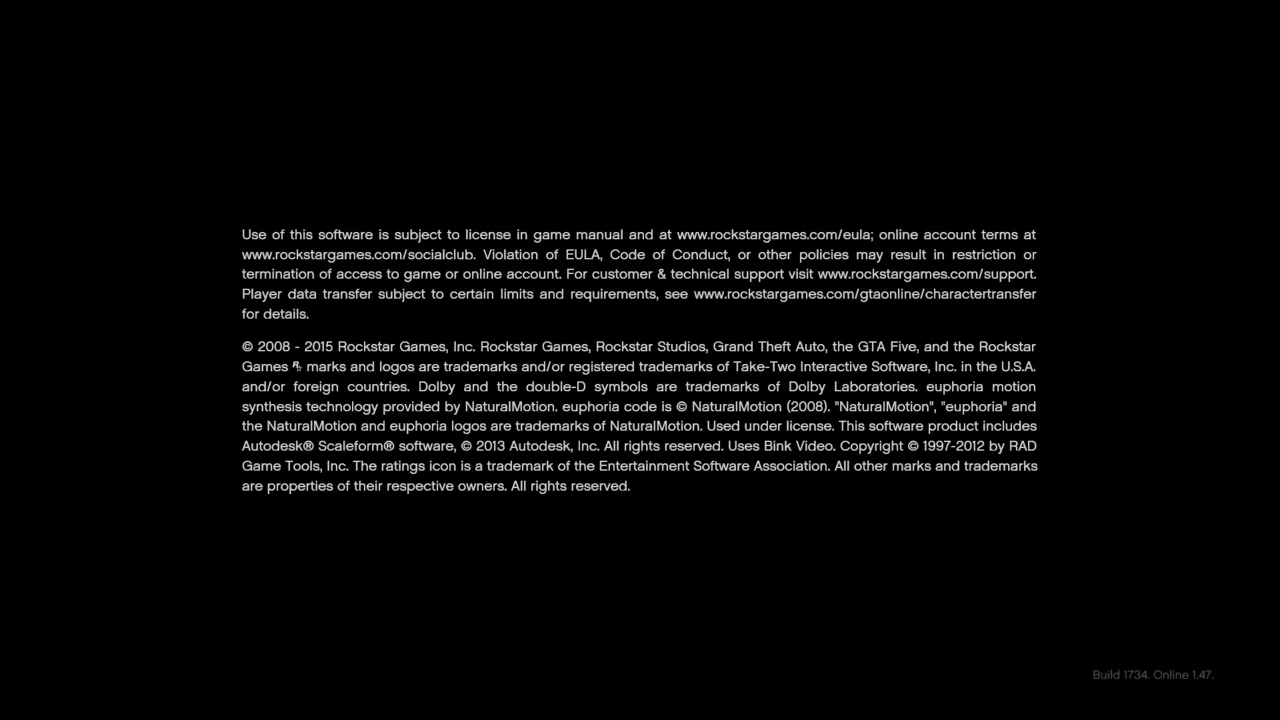 Use of this software is subject to license in game manual and at www.rockstargames.com/eula; online account terms at
www.rockstargames.com/socialclub. Violation of EULA, Code of Conduct, or other policies may result in restriction or
termination of access to game or online account. For customer & technical support visit www.rockstargames.com/support.
Player data transfer subject to certain limits and requirements, see www.rockstargames.com/gtaonline/charactertransfer
for details.
© 2008 - 2015 Rockstar Games, Inc. Rockstar Games, Rockstar Studios, Grand Theft Auto, the GTA Five, and the Rockstar
Games R* marks and logos are trademarks and/or registered trademarks of Take-Two Interactive Software, Inc. in the U.S.A.
and/or foreign countries. Dolby and the double-D symbols are trademarks of Dolby Laboratories. euphoria motion
synthesis technology provided by NaturalMotion. euphoria code is © NaturalMotion (2008). "NaturalMotion", "euphoria" and
the NaturalMotion and euphoria logos are trademarks of NaturalMotion. Used under license. This software product includes
Autodesk® Scaleform® software, © 2013 Autodesk, Inc. All rights reserved. Uses Bink Video. Copyright © 1997-2012 by RAD
Game Tools, Inc. The ratings icon is a trademark of the Entertainment Software Association. All other marks and trademarks
are properties of their respective owners. All rights reserved.
Build 1734. Online 1.47.